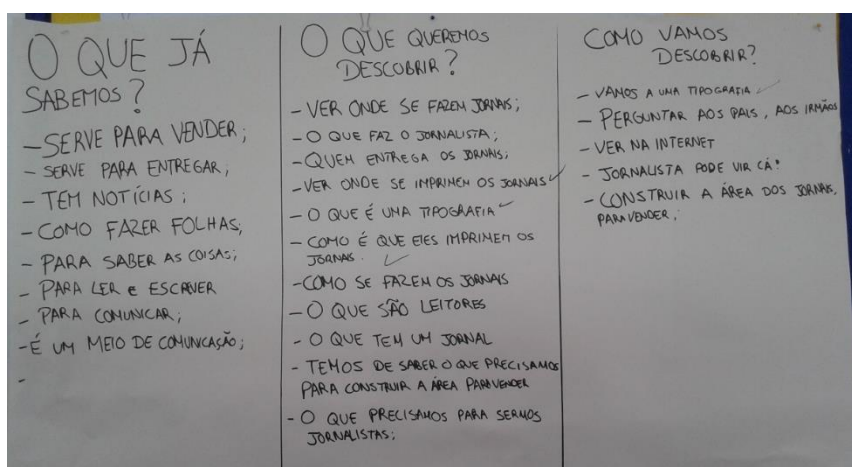 O QUE JÁ
SABEMOS?
– SERVE PARA VENDER;
– SERVE PARA ENTREGAR;
– TEM NOTÍCIAS;
– COMO FAZER FOLHAS;
– PARA SABER AS COISAS;
– PARA LER e ESCREVER
– PARA COMUNICAR;
– É UM MEIO DE COMUNICAÇÃO;
–
O QUE QUEREMOS
DESCOBRIR?
– VER ONDE SE FAZEM JORNAIS;
– O QUE FAZ O JORNALISTA;
– QUEM ENTREGA OS JORNAIS;
– VER ONDE SE IMPRIMEM OS JORNAIS ✓
– O QUE É UMA TIPOGRAFIA ✓
– COMO É QUE ELES IMPRIMEM OS
JORNAIS. ✓
– COMO SE FAZEM OS JORNAIS
– O QUE SÃO LEITORES
– O QUE TEM UM JORNAL
– TEMOS DE SABER O QUE PRECISAMOS
PARA CONSTRUIR A ÁREA PARA VENDER
– O QUE PRECISAMOS PARA SERMOS
JORNALISTAS;
COMO VAMOS
DESCOBRIR?
– VAMOS A UMA TIPOGRAFIA ✓
– PERGUNTAR AOS PAIS, AOS IRMÃOS
– VER NA INTERNET
– JORNALISTA PODE VIR CÁ?
– CONSTRUIR A ÁREA DOS JORNAIS,
PARA VENDER;